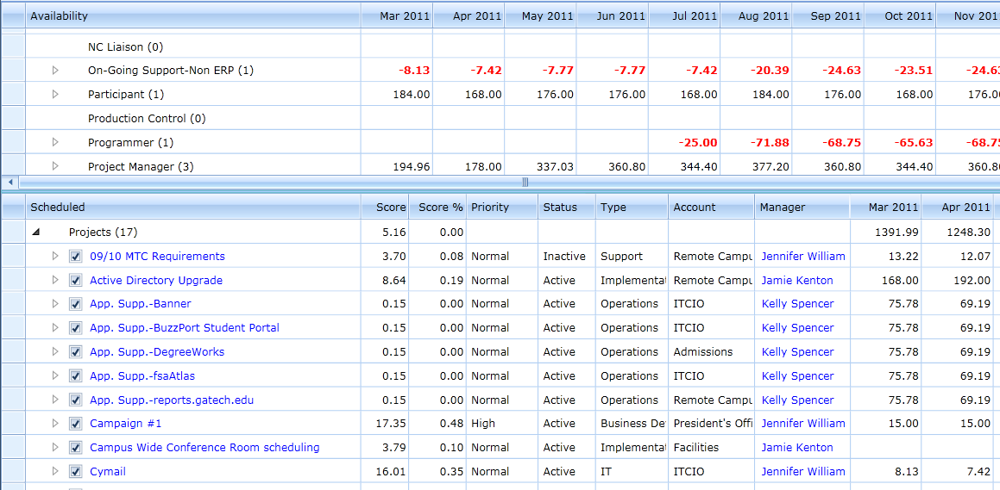 Availability Mar 2011 Apr 2011 May 2011 Jun 2011 Jul 2011 Aug 2011 Sep 2011 Oct 2011 Nov 201
NC Liaison (0)
On-Going Support-Non ERP (1) -8.13 -7.42 -7.77 -7.77 -7.42 -20.39 -24.63 -23.51 -24.63
Participant (1) 184.00 168.00 176.00 176.00 168.00 184.00 176.00 168.00 176.00
Production Control (0)
Programmer (1) -25.00 -71.88 -68.75 -65.63 -68.75
Project Manager (3) 194.96 178.00 337.03 360.80 344.40 377.20 360.80 344.40 360.80
Scheduled Score Score % Priority Status Type Account Manager Mar 2011 Apr 2011
Projects (17) 5.16 0.00 1391.99 1248.30
09/10 MTC Requirements 3.70 0.08 Normal Inactive Support Remote Campu Jennifer William 13.22 12.07
Active Directory Upgrade 8.64 0.19 Normal Active Implementat Remote Campu Jamie Kenton 168.00 192.00
App. Supp.-Banner 0.15 0.00 Normal Active Operations ITCIO Kelly Spencer 75.78 69.19
App. Supp.-BuzzPort Student Portal 0.15 0.00 Normal Active Operations ITCIO Kelly Spencer 75.78 69.19
App. Supp.-DegreeWorks 0.15 0.00 Normal Active Operations Admissions Kelly Spencer 75.78 69.19
App. Supp.-fsaAtlas 0.15 0.00 Normal Active Operations ITCIO Kelly Spencer 75.78 69.19
App. Supp.-reports.gatech.edu 0.15 0.00 Normal Active Operations Remote Campu Kelly Spencer 75.78 69.19
Campaign #1 17.35 0.48 High Active Business De President's Offi Jennifer William 15.00 15.00
Campus Wide Conference Room scheduling 3.79 0.10 Normal Active Implementat Facilities Jamie Kenton
Cymail 16.01 0.35 Normal Active IT ITCIO Jennifer William 8.13 7.42